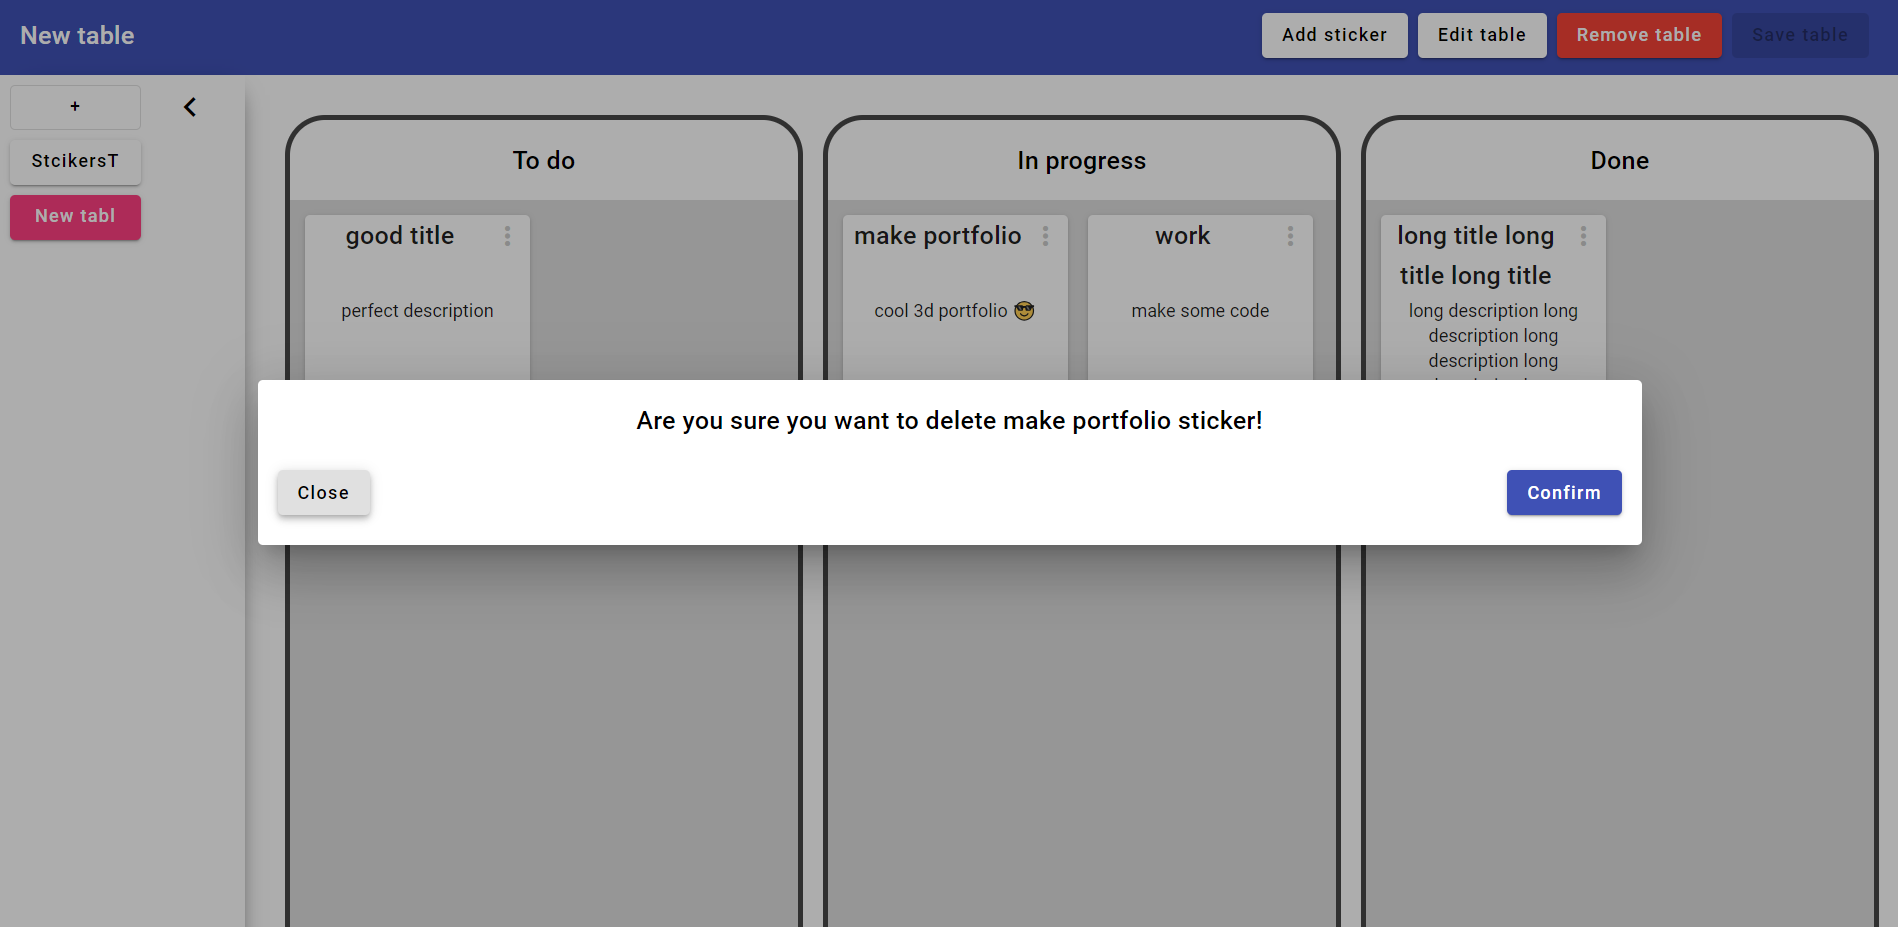 New table
Add sticker
Edit table
Remove table
Save table
+
StcikersT
New tabl
To do
In progress
Done
good title
perfect description
make portfolio
cool 3d portfolio 😎
work
make some code
long title long
title long title
long description long
description long
description long
Are you sure you want to delete make portfolio sticker!
Close
Confirm